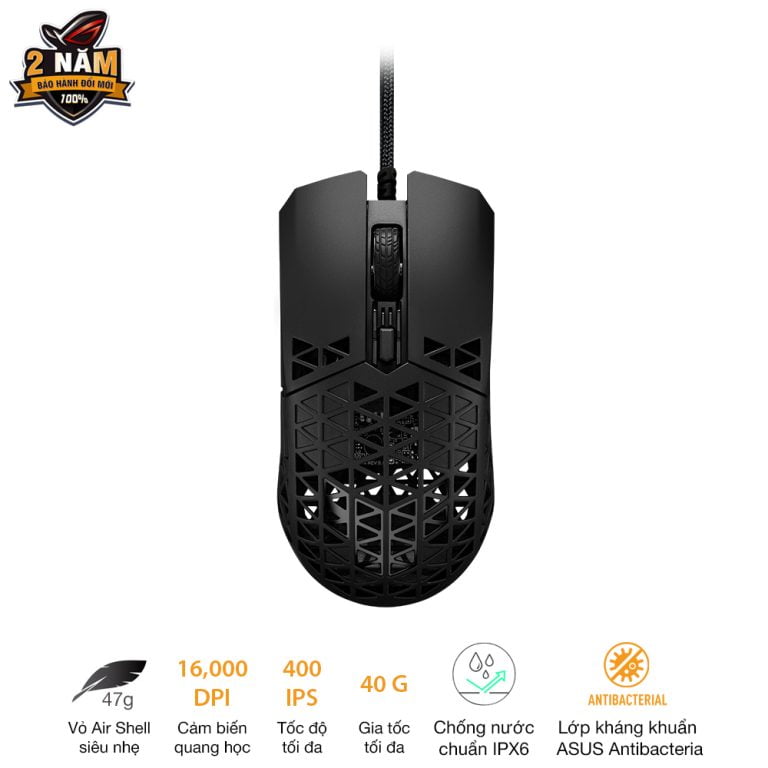 2 NĂM
BẢO HÀNH ĐỔI MỚI
100%
47g
Vỏ Air Shell
siêu nhẹ
16,000
DPI
Cảm biến
quang học
400
IPS
Tốc độ
tối đa
40 G
Gia tốc
tối đa
Chống nước
chuẩn IPX6
ANTIBACTERIAL
Lớp kháng khuẩn
ASUS Antibacteria